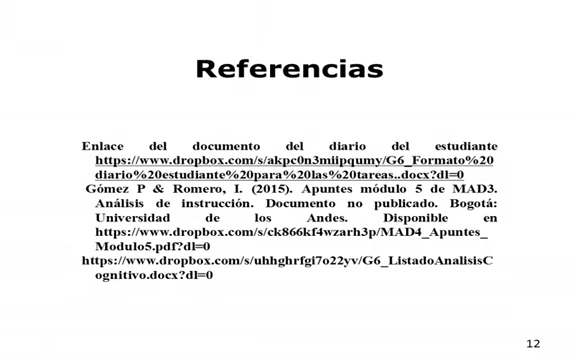 Referencias
Enlace del documento del diario del estudiante
https://www.dropbox.com/s/akpc0n3miipqumy/G6_Formato%20
diario%20estudiante%20para%20las%20tareas..docx?dl=0
Gómez P & Romero, I. (2015). Apuntes módulo 5 de MAD3.
Análisis de instrucción. Documento no publicado. Bogotá:
Universidad de los Andes. Disponible en
https://www.dropbox.com/s/ck866kf4wzarh3p/MAD4_Apuntes_
Modulo5.pdf?dl=0
https://www.dropbox.com/s/uhhghrfgi7o22yv/G6_ListadoAnalisisC
ognitivo.docx?dl=0
12